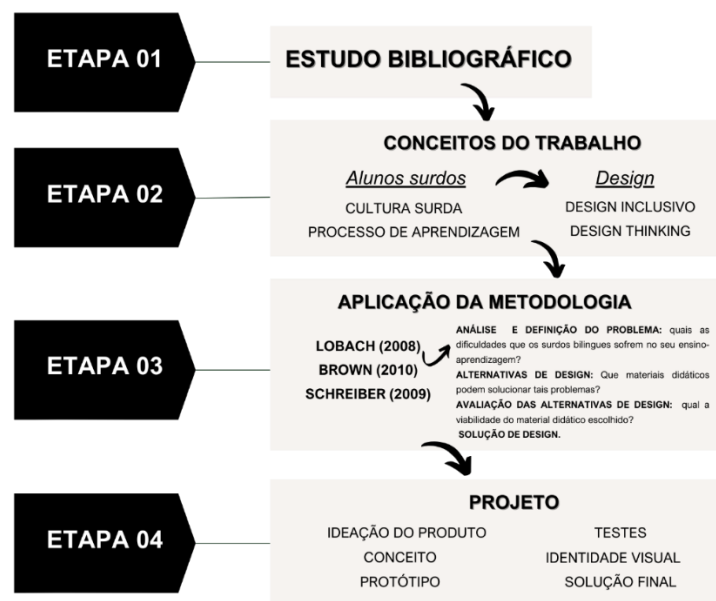 ETAPA 01
ESTUDO BIBLIOGRÁFICO
ETAPA 02
CONCEITOS DO TRABALHO
Alunos surdos
CULTURA SURDA
PROCESSO DE APRENDIZAGEM
Design
DESIGN INCLUSIVO
DESIGN THINKING
ETAPA 03
APLICAÇÃO DA METODOLOGIA
LOBACH (2008)
BROWN (2010)
SCHREIBER (2009)
ANÁLISE E DEFINIÇÃO DO PROBLEMA: quais as
dificuldades que os surdos bilingues sofrem no seu ensino-
aprendizagem?
ALTERNATIVAS DE DESIGN: Que materiais didáticos
podem solucionar tais problemas?
AVALIAÇÃO DAS ALTERNATIVAS DE DESIGN: qual a
viabilidade do material didático escolhido?
SOLUÇÃO DE DESIGN.
ETAPA 04
PROJETO
IDEAÇÃO DO PRODUTO
CONCEITO
PROTÓTIPO
TESTES
IDENTIDADE VISUAL
SOLUÇÃO FINAL